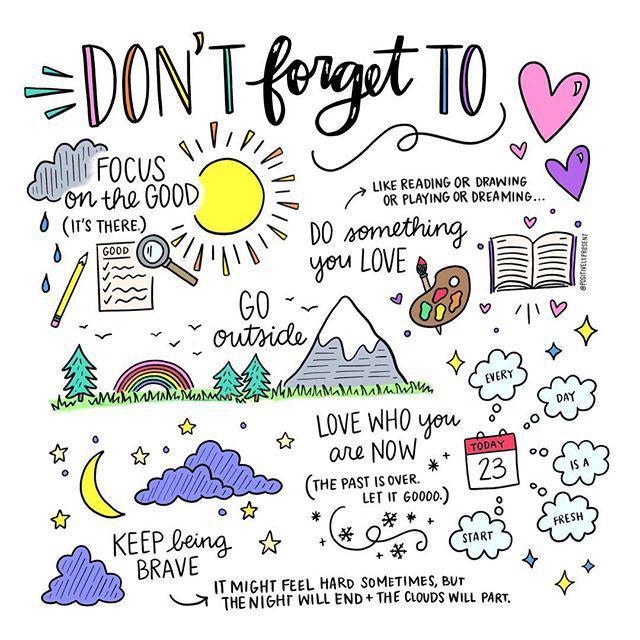 DON'T forget TO
FOCUS
on the GOOD
(IT'S THERE.)
GOOD
LIKE READING OR DRAWING
OR PLAYING OR DREAMING...
DO something
you LOVE
@POSITIVELYPRESENT
GO
outside
LOVE WHO you
are NOW
(THE PAST IS OVER.
LET IT GOOOO.)
EVERY
DAY
IS A
FRESH
START
TODAY
23
KEEP being
BRAVE
IT MIGHT FEEL HARD SOMETIMES, BUT
THE NIGHT WILL END + THE CLOUDS WILL PART.